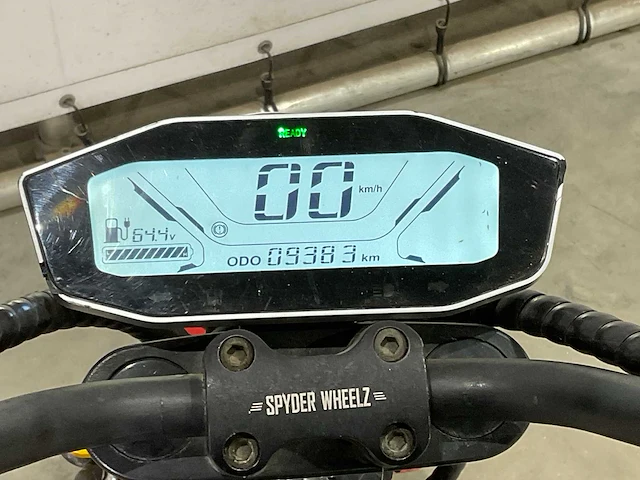 READY
00 km/h
64.4v
ODO 09383 km
SPYDER WHEELZ